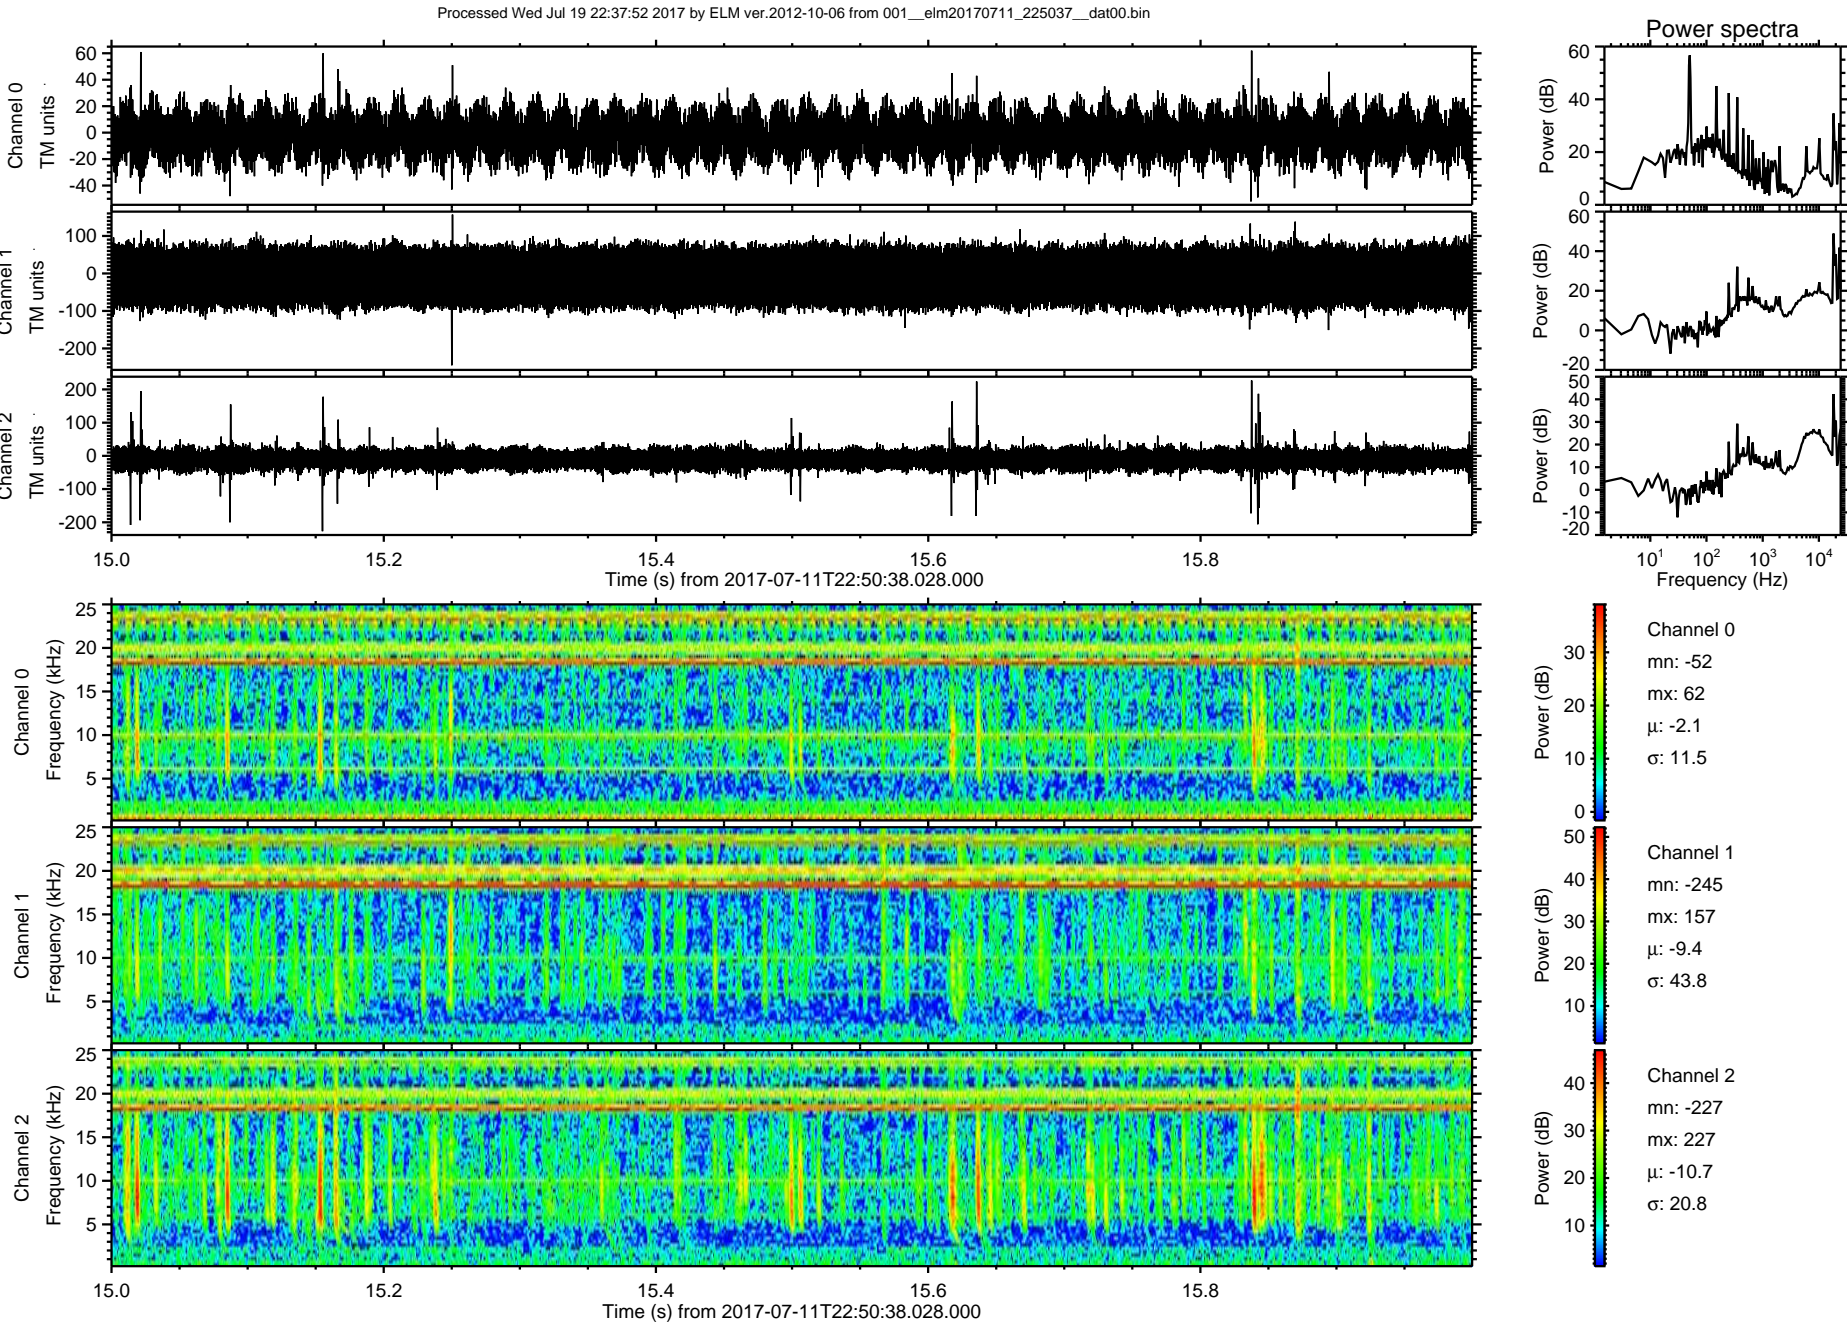 Processed Wed Jul 19 22:37:52 2017 by ELM ver.2012-10-06 from 001__elm20170711_225037__dat00.bin
Power spectra
Channel 0
TM units
60
40
20
0
-20
-40
Power (dB)
60
40
20
0
Channel 1
TM units
100
0
-100
-200
Power (dB)
60
40
20
0
-20
Channel 2
TM units
200
100
0
-100
-200
Power (dB)
50
40
30
20
10
0
-10
-20
15.0 15.2 15.4 15.6 15.8
Time (s) from 2017-07-11T22:50:38.028.000
10¹ 10² 10³ 10⁴
Frequency (Hz)
Channel 0
Frequency (kHz)
25
20
15
10
5
Power (dB)
30
20
10
0
Channel 0
mn: -52
mx: 62
μ: -2.1
σ: 11.5
Channel 1
Frequency (kHz)
25
20
15
10
5
Power (dB)
50
40
30
20
10
Channel 1
mn: -245
mx: 157
μ: -9.4
σ: 43.8
Channel 2
Frequency (kHz)
25
20
15
10
5
Power (dB)
40
30
20
10
Channel 2
mn: -227
mx: 227
μ: -10.7
σ: 20.8
15.0 15.2 15.4 15.6 15.8
Time (s) from 2017-07-11T22:50:38.028.000